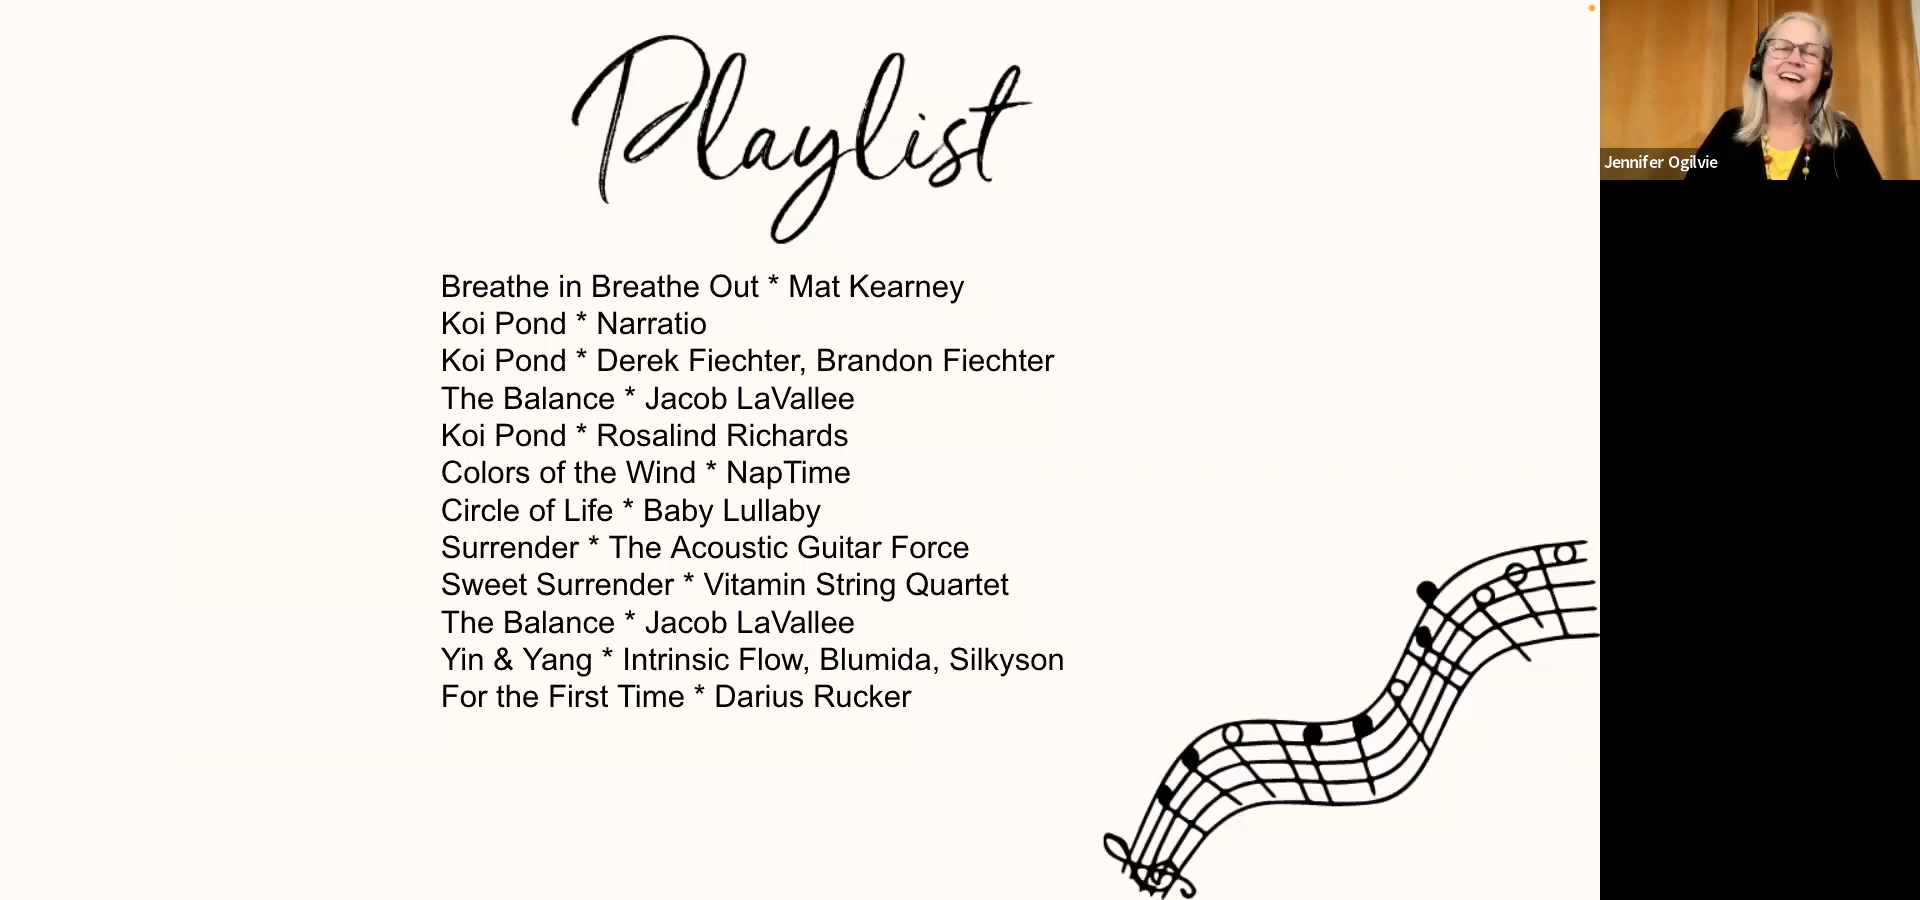 Playlist
Breathe in Breathe Out * Mat Kearney
Koi Pond * Narratio
Koi Pond * Derek Fiechter, Brandon Fiechter
The Balance * Jacob LaVallee
Koi Pond * Rosalind Richards
Colors of the Wind * NapTime
Circle of Life * Baby Lullaby
Surrender * The Acoustic Guitar Force
Sweet Surrender * Vitamin String Quartet
The Balance * Jacob LaVallee
Yin & Yang * Intrinsic Flow, Blumida, Silkyson
For the First Time * Darius Rucker
Jennifer Ogilvie